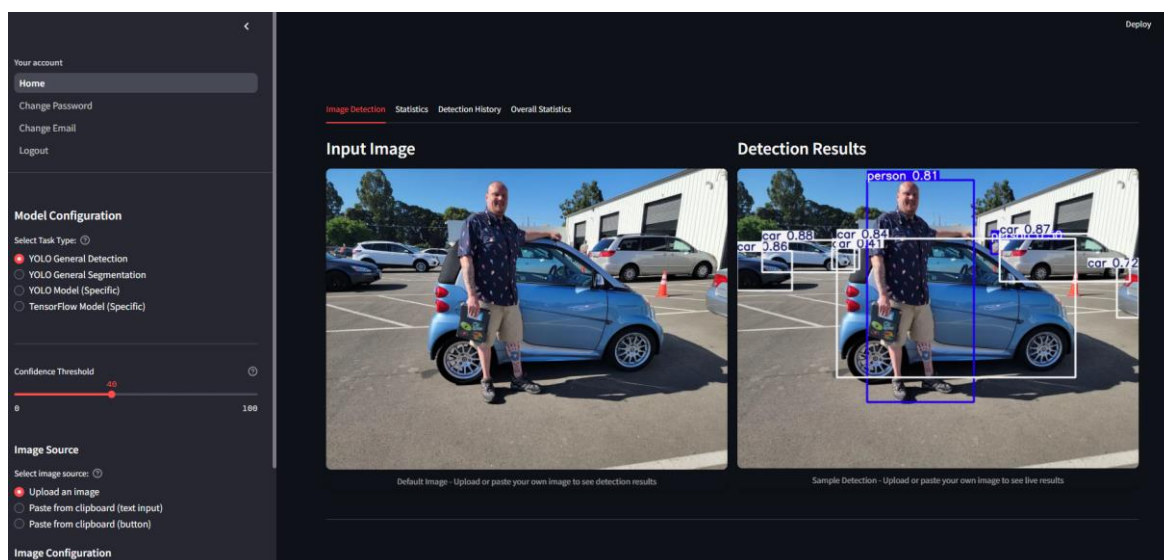 Deploy
Your account
Home
Change Password
Change Email
Logout
Model Configuration
Select Task Type:
YOLO General Detection
YOLO General Segmentation
YOLO Model (Specific)
TensorFlow Model (Specific)
Confidence Threshold
40
0 100
Image Source
Select image source:
Upload an image
Paste from clipboard (text input)
Paste from clipboard (button)
Image Configuration
Image Detection Statistics Detection History Overall Statistics
Input Image
Default Image - Upload or paste your own image to see detection results
Detection Results
person 0.81
car 0.88
car 0.84
car 0.87
car 0.86
car 0.41
car 0.72
Sample Detection - Upload or paste your own image to see live results